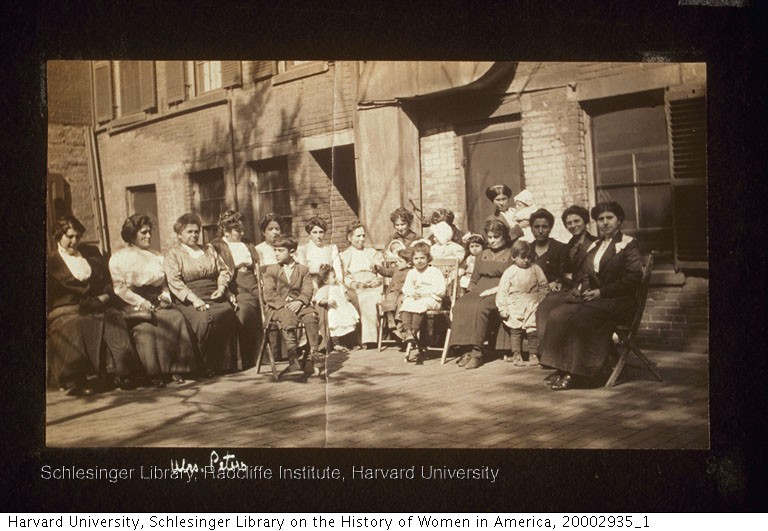 Mrs. Peters
Schlesinger Library, Radcliffe Institute, Harvard University
Harvard University, Schlesinger Library on the History of Women in America, 20002935_1